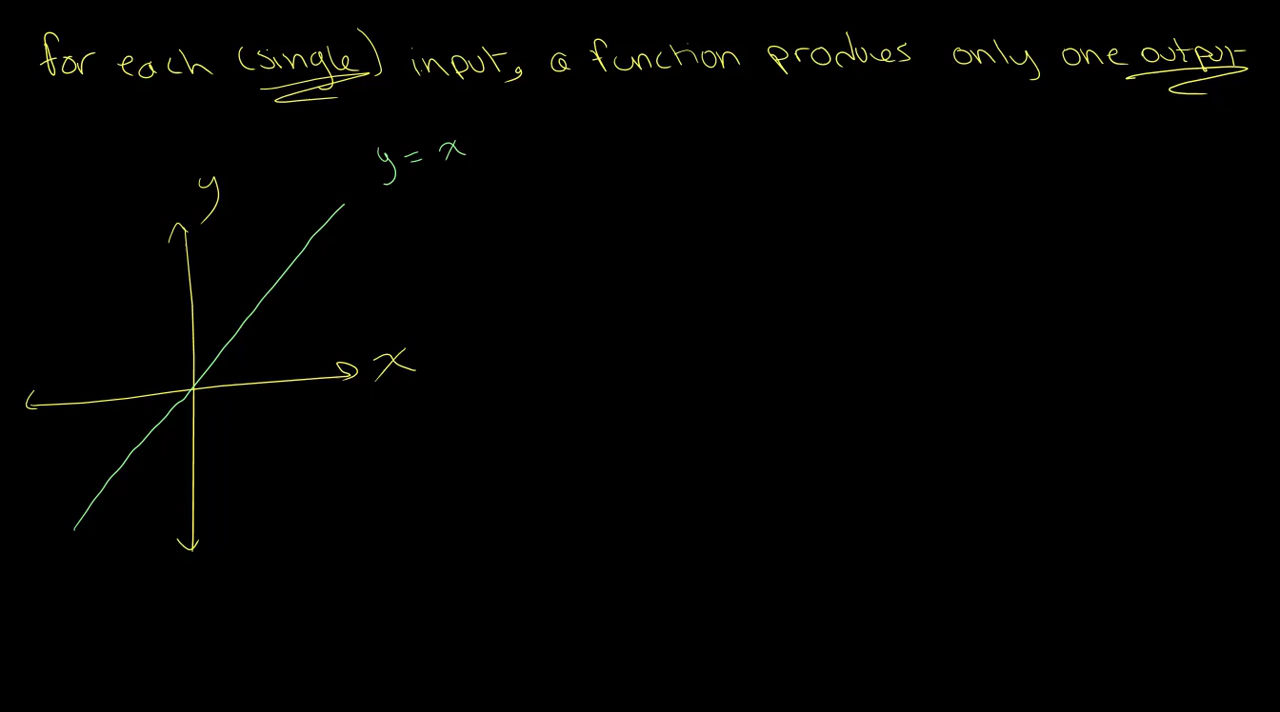 for each (single) input, a function produces only one output
y = x
y
x